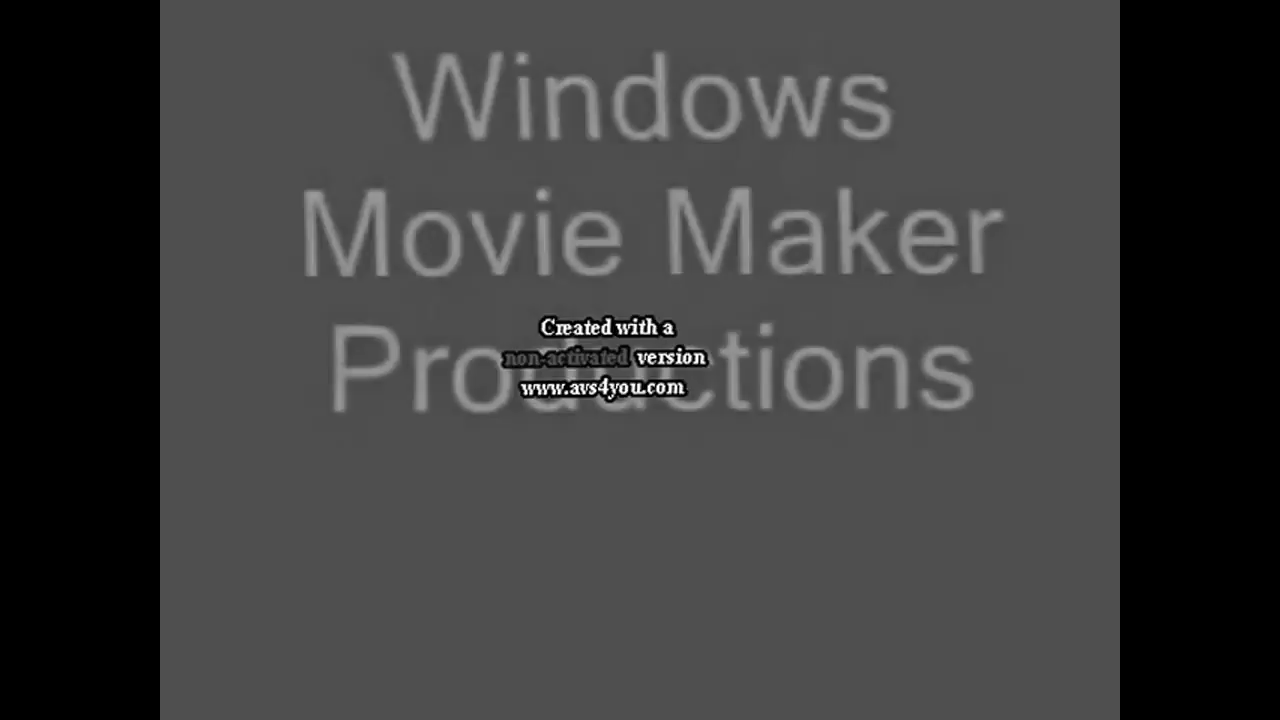 Windows
Movie Maker
Productions
Created with a
non-activated version
www.avs4you.com